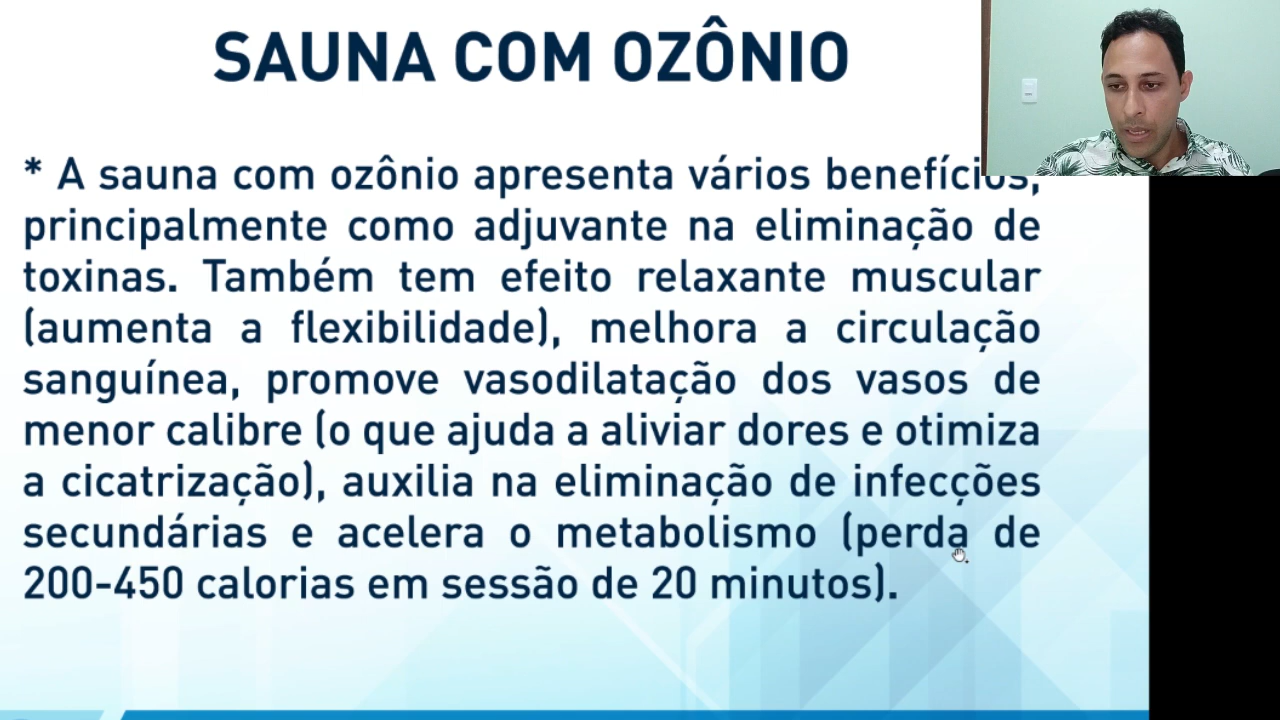 SAUNA COM OZÔNIO
* A sauna com ozônio apresenta vários benefícios,
principalmente como adjuvante na eliminação de
toxinas. Também tem efeito relaxante muscular
(aumenta a flexibilidade), melhora a circulação
sanguínea, promove vasodilatação dos vasos de
menor calibre (o que ajuda a aliviar dores e otimiza
a cicatrização), auxilia na eliminação de infecções
secundárias e acelera o metabolismo (perda de
200-450 calorias em sessão de 20 minutos).